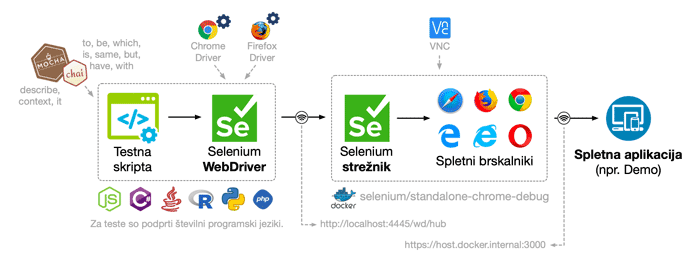 to, be, which,
is, same, but,
have, with
MOCHA
chai
describe,
context, it
Chrome
Driver
Firefox
Driver
VNC
</>
Se
Se
Testna
skripta
Selenium
WebDriver
Selenium
strežnik
Spletni brskalniki
Spletna aplikacija
(npr. Demo)
JS
C#
Java
R
php
Za teste so podprti številni programski jeziki.
docker
selenium/standalone-chrome-debug
http://localhost:4445/wd/hub
https://host.docker.internal:3000